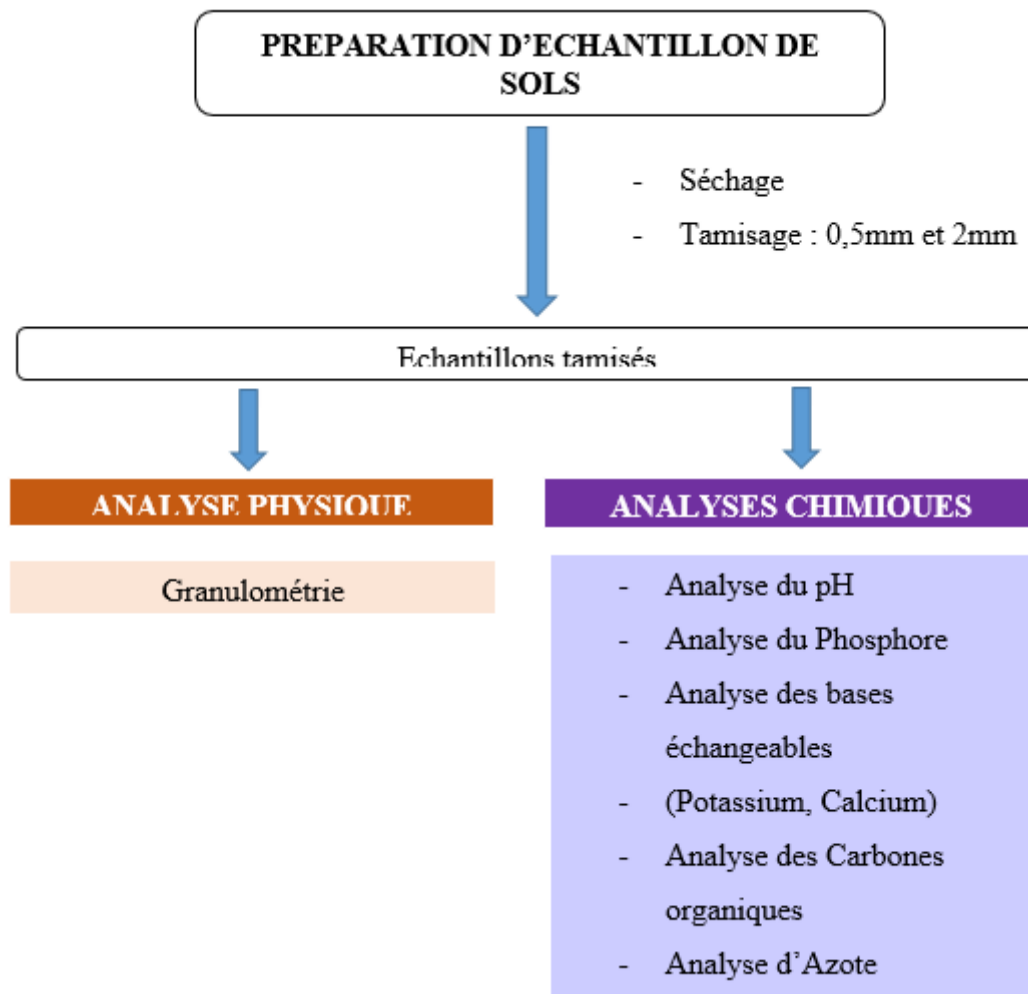 PREPARATION D'ECHANTILLON DE
SOLS
- Séchage
- Tamisage : 0,5mm et 2mm
Echantillons tamisés
ANALYSE PHYSIQUE
ANALYSES CHIMIQUES
Granulométrie
- Analyse du pH
- Analyse du Phosphore
- Analyse des bases
échangeables
- (Potassium, Calcium)
- Analyse des Carbones
organiques
- Analyse d'Azote